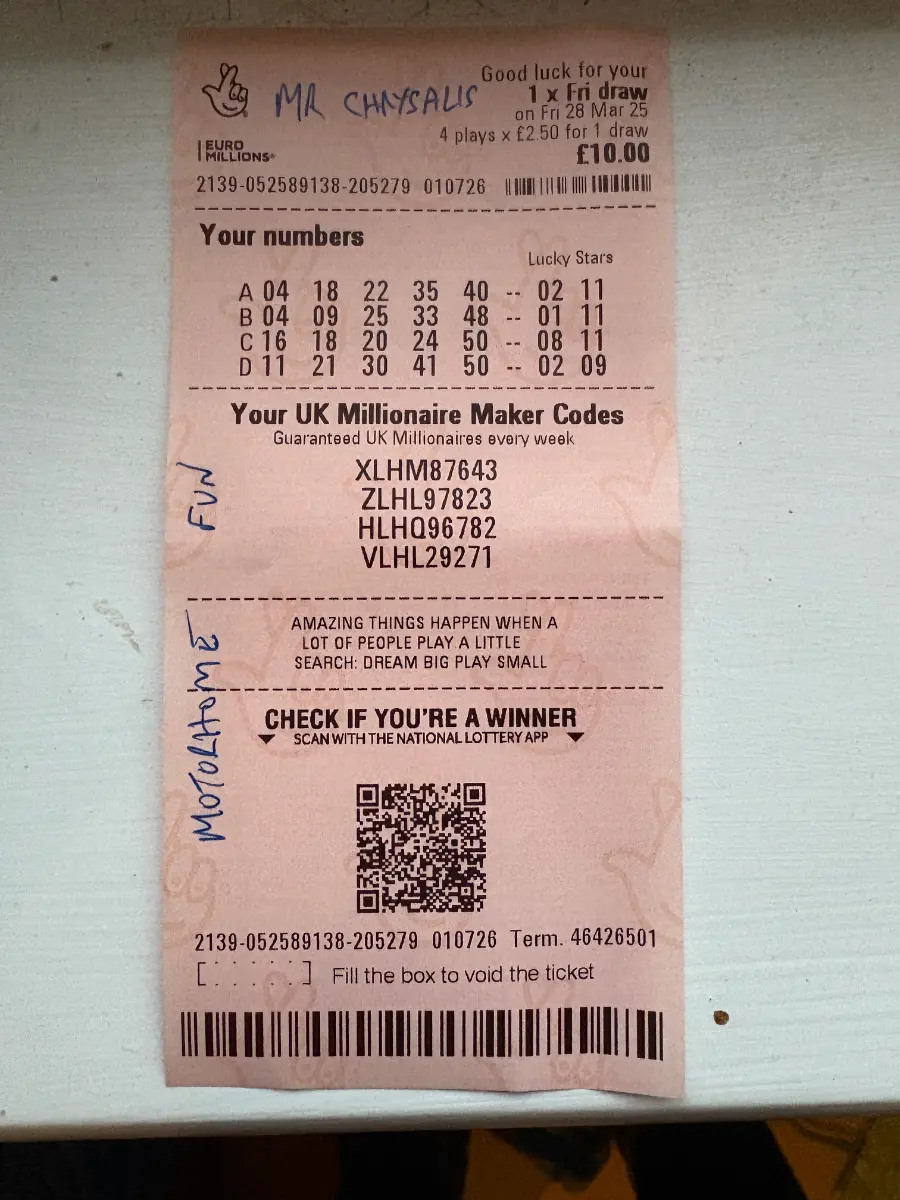 MR CHRYSALIS
Good luck for your
1 x Fri draw
on Fri 28 Mar 25
4 plays x £2.50 for 1 draw
£10.00
EURO
MILLIONS
2139-052589138-205279 010726
Your numbers
Lucky Stars
A 04 18 22 35 40 -- 02 11
B 04 09 25 33 48 -- 01 11
C 16 18 20 24 50 -- 08 11
D 11 21 30 41 50 -- 02 09
Your UK Millionaire Maker Codes
Guaranteed UK Millionaires every week
XLHM87643
ZLHL97823
HLHQ96782
VLHL29271
MOTORHOME FUN
AMAZING THINGS HAPPEN WHEN A
LOT OF PEOPLE PLAY A LITTLE
SEARCH: DREAM BIG PLAY SMALL
CHECK IF YOU'RE A WINNER
SCAN WITH THE NATIONAL LOTTERY APP
2139-052589138-205279 010726 Term. 46426501
[. . . . . .] Fill the box to void the ticket